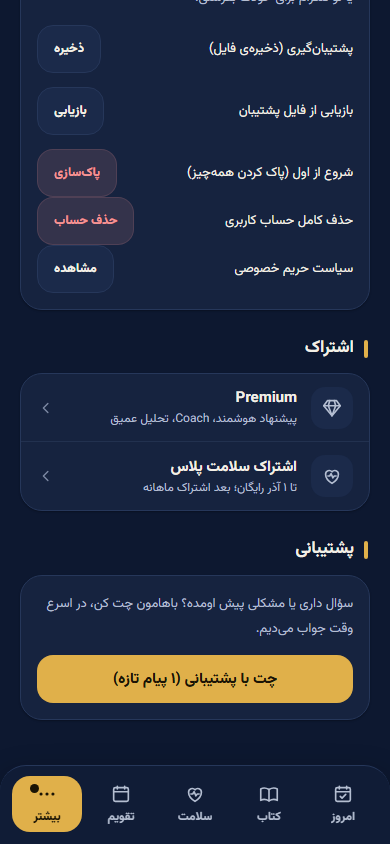 پشتیبان‌گیری (ذخیره‌ی فایل)
ذخیره
بازیابی از فایل پشتیبان
بازیابی
شروع از اول (پاک کردن همه‌چیز)
پاک‌سازی
حذف کامل حساب کاربری
حذف حساب
سیاست حریم خصوصی
مشاهده
اشتراک
Premium
پیشنهاد هوشمند، Coach، تحلیل عمیق
اشتراک سلامت پلاس
تا ۱ آذر رایگان؛ بعد اشتراک ماهانه
پشتیبانی
سؤال داری یا مشکلی پیش اومده؟ باهامون چت کن، در اسرع
وقت جواب می‌دیم.
چت با پشتیبانی (۱ پیام تازه)
امروز
کتاب
سلامت
تقویم
بیشتر